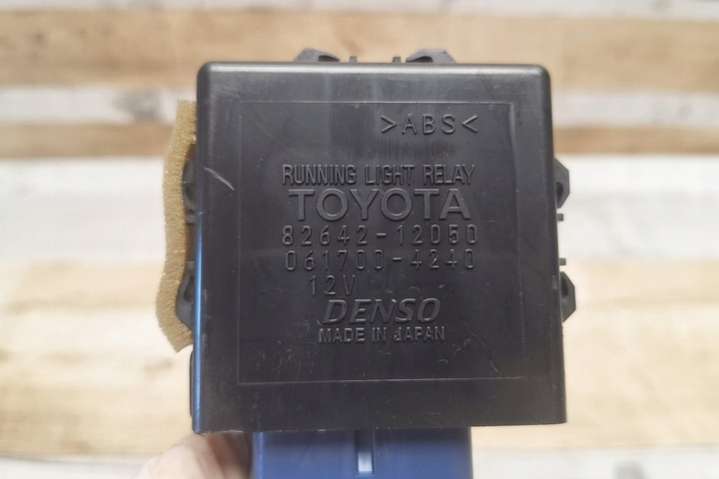 >ABS<
RUNNING LIGHT RELAY
TOYOTA
82642-12050
061700-4240
12V
DENSO
MADE IN JAPAN